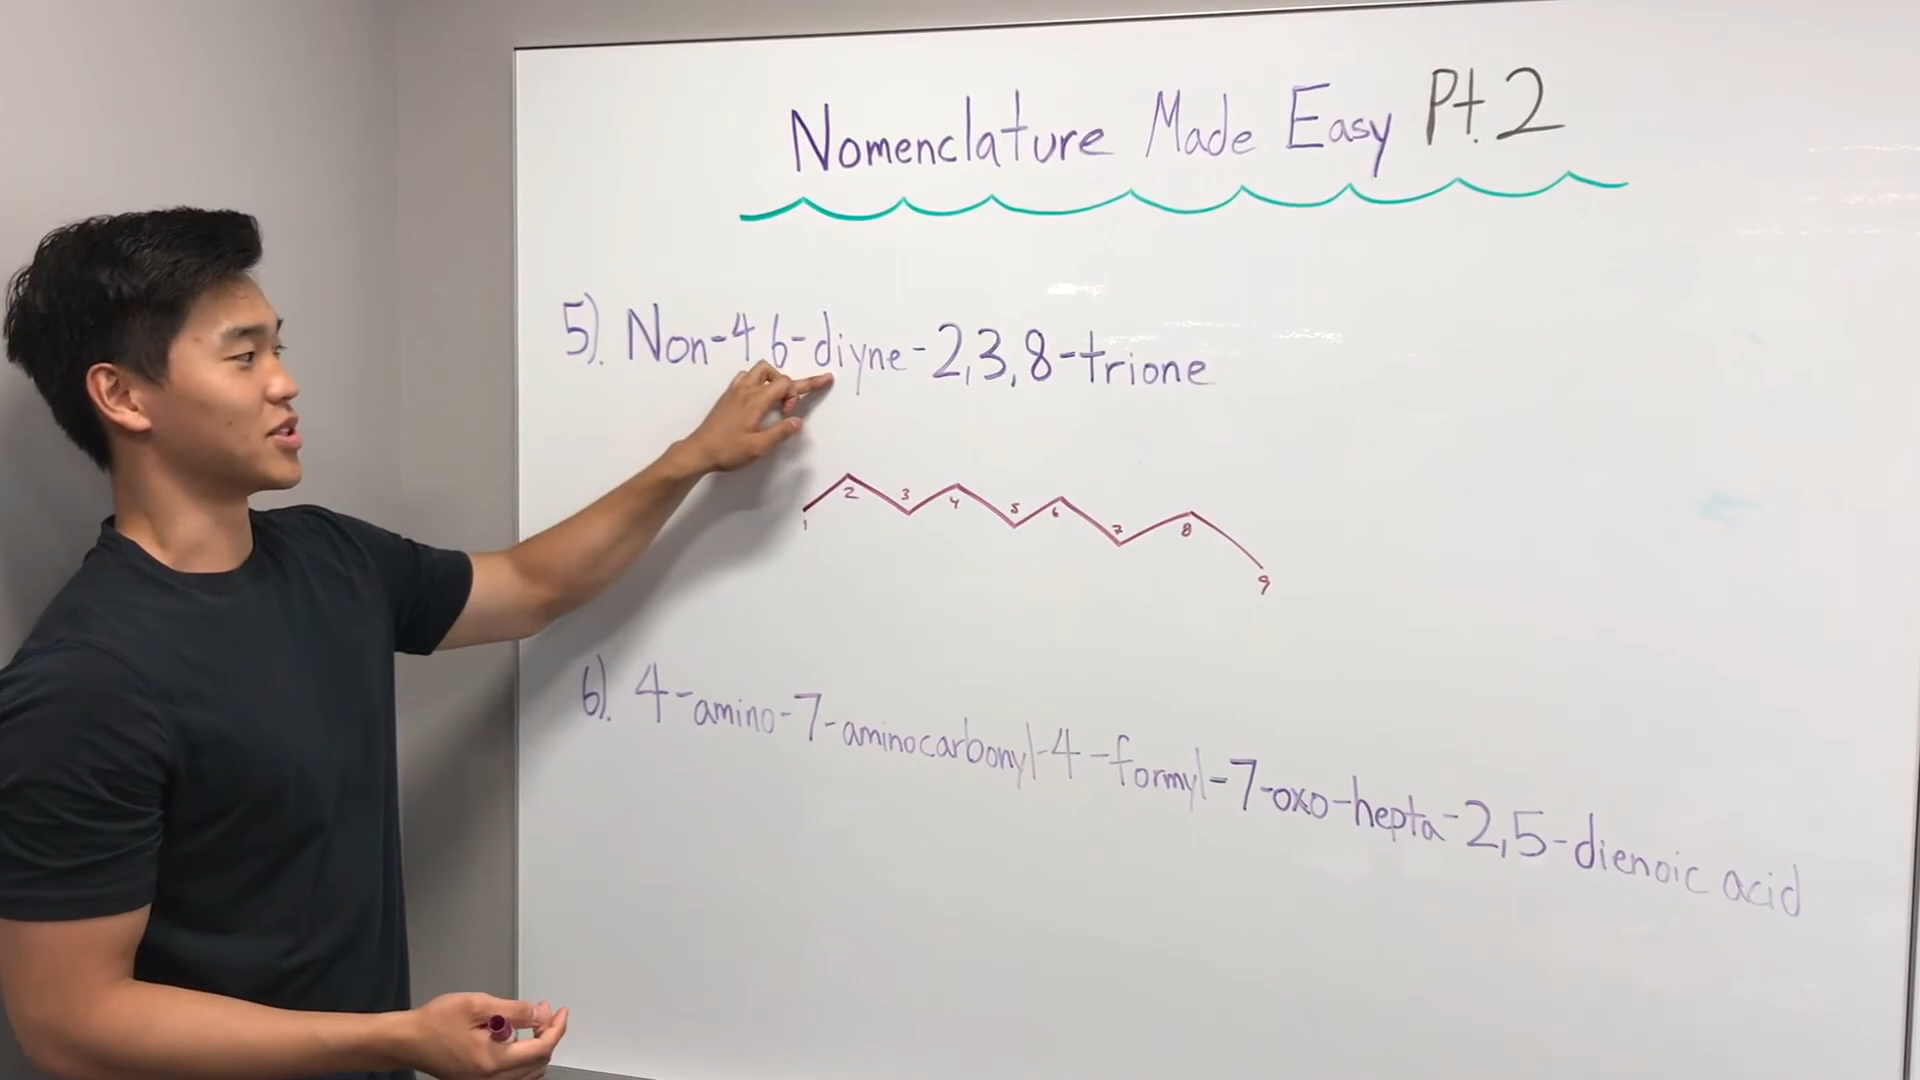 Nomenclature Made Easy Pt.2
5). Non-4,6-diyne-2,3,8-trione
1 2 3 4 5 6 7 8 9
6). 4-amino-7-aminocarbonyl-4-formyl-7-oxo-hepta-2,5-dienoic acid